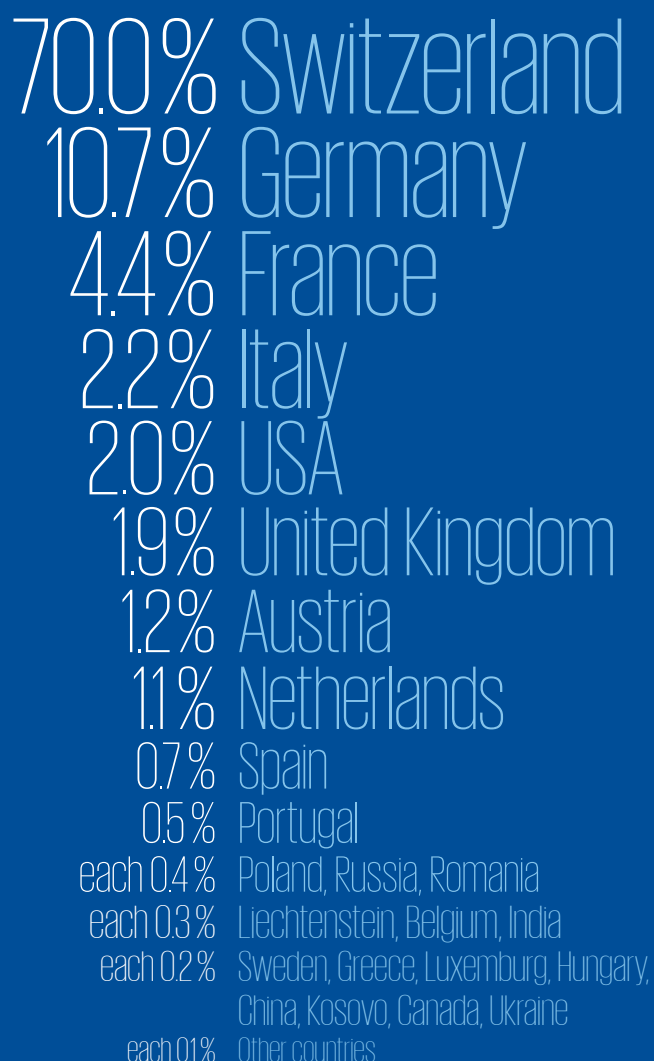 70.0% Switzerland
10.7% Germany
4.4% France
2.2% Italy
2.0% USA
1.9% United Kingdom
1.2% Austria
1.1% Netherlands
0.7% Spain
0.5% Portugal
each 0.4% Poland, Russia, Romania
each 0.3% Liechtenstein, Belgium, India
each 0.2% Sweden, Greece, Luxemburg, Hungary,
China, Kosovo, Canada, Ukraine
each 0.1% Other countries